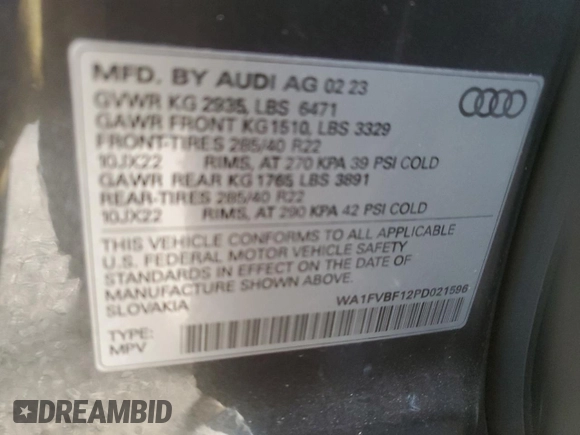 MFD. BY AUDI AG 02 23
GVWR KG 2935, LBS 6471
GAWR FRONT KG 1510, LBS 3329
FRONT-TIRES 285/40 R22
10JX22 RIMS, AT 270 KPA 39 PSI COLD
GAWR REAR KG 1765 LBS 3891
REAR-TIRES 285/40 R22
10JX22 RIMS, AT 290 KPA 42 PSI COLD
THIS VEHICLE CONFORMS TO ALL APPLICABLE
U.S. FEDERAL MOTOR VEHICLE SAFETY
STANDARDS IN EFFECT ON THE DATE OF
MANUFACTURE SHOWN ABOVE.
SLOVAKIA
WA1FVBF12PD021596
TYPE:
MPV
DREAMBID